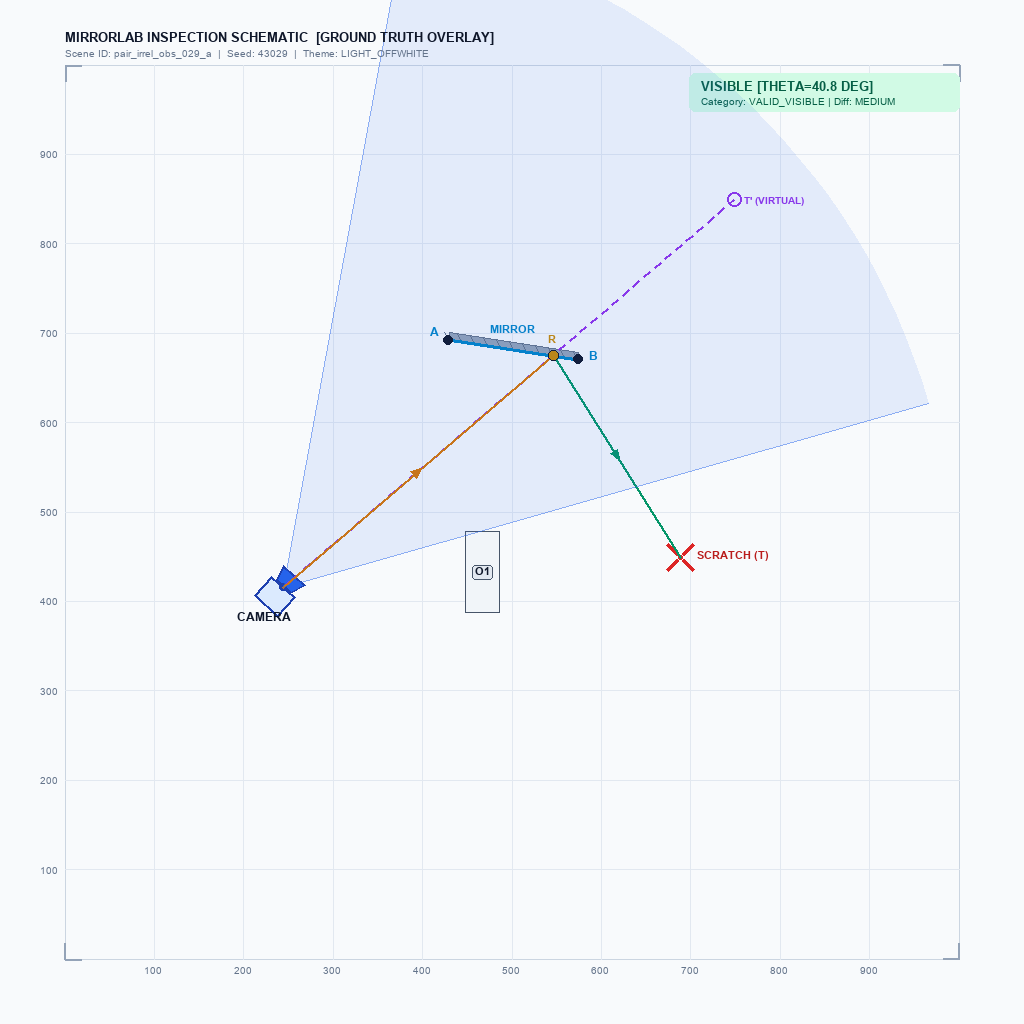 MIRRORLAB INSPECTION SCHEMATIC [GROUND TRUTH OVERLAY]
Scene ID: pair_irrel_obs_029_a | Seed: 43029 | Theme: LIGHT_OFFWHITE
VISIBLE [THETA=40.8 DEG]
Category: VALID_VISIBLE | Diff: MEDIUM
900
T' (VIRTUAL)
800
700
A
MIRROR
R
B
600
500
SCRATCH (T)
O1
400
CAMERA
300
200
100
100
200
300
400
500
600
700
800
900